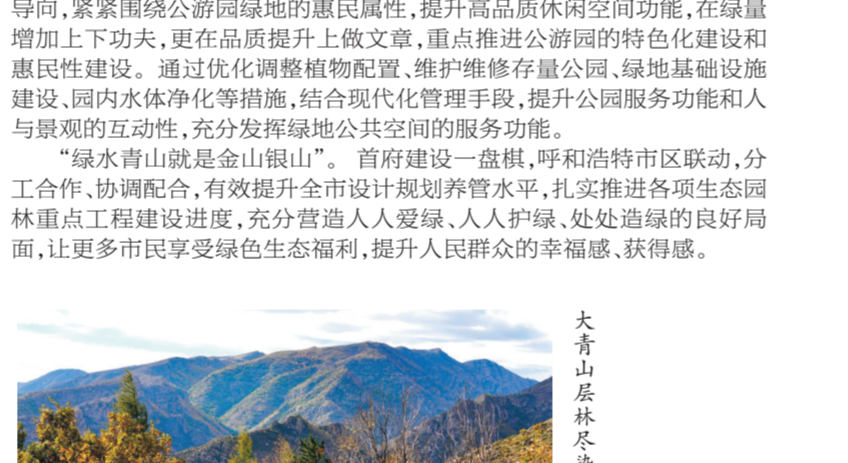 导向,紧紧围绕公游园绿地的惠民属性,提升高品质休闲空间功能,在绿量
增加上下功夫,更在品质提升上做文章,重点推进公游园的特色化建设和
惠民性建设。通过优化调整植物配置、维护维修存量公园、绿地基础设施
建设、园内水体净化等措施,结合现代化管理手段,提升公园服务功能和人
与景观的互动性,充分发挥绿地公共空间的服务功能。
“绿水青山就是金山银山”。 首府建设一盘棋,呼和浩特市区联动,分
工合作、协调配合,有效提升全市设计规划养管水平,扎实推进各项生态园
林重点工程建设进度,充分营造人人爱绿、人人护绿、处处造绿的良好局
面,让更多市民享受绿色生态福利,提升人民群众的幸福感、获得感。
大青山层林尽染